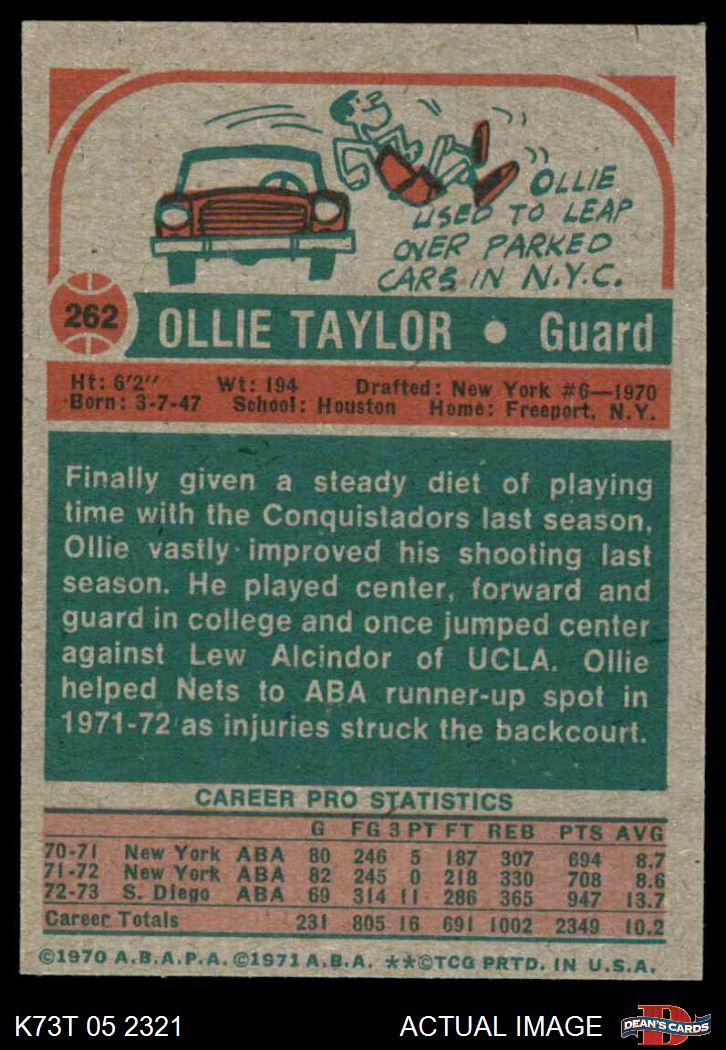 OLLIE
USED TO LEAP
OVER PARKED
CARS IN N.Y.C.
262
OLLIE TAYLOR • Guard
Ht: 6'2" Wt: 194 Drafted: New York #6—1970
Born: 3-7-47 School: Houston Home: Freeport, N.Y.
Finally given a steady diet of playing
time with the Conquistadors last season,
Ollie vastly improved his shooting last
season. He played center, forward and
guard in college and once jumped center
against Lew Alcindor of UCLA. Ollie
helped Nets to ABA runner-up spot in
1971-72 as injuries struck the backcourt.
CAREER PRO STATISTICS
G FG 3 PT FT REB PTS AVG
70-71 New York ABA 80 246 5 187 307 694 8.7
71-72 New York ABA 82 245 0 218 330 708 8.6
72-73 S. Diego ABA 69 314 11 286 365 947 13.7
Career Totals 231 805 16 691 1002 2349 10.2
©1970 A.B.A.P.A. ©1971 A.B.A. **©TCG PRTD. IN U.S.A.
K73T 05 2321 ACTUAL IMAGE
D
DEAN'S CARDS